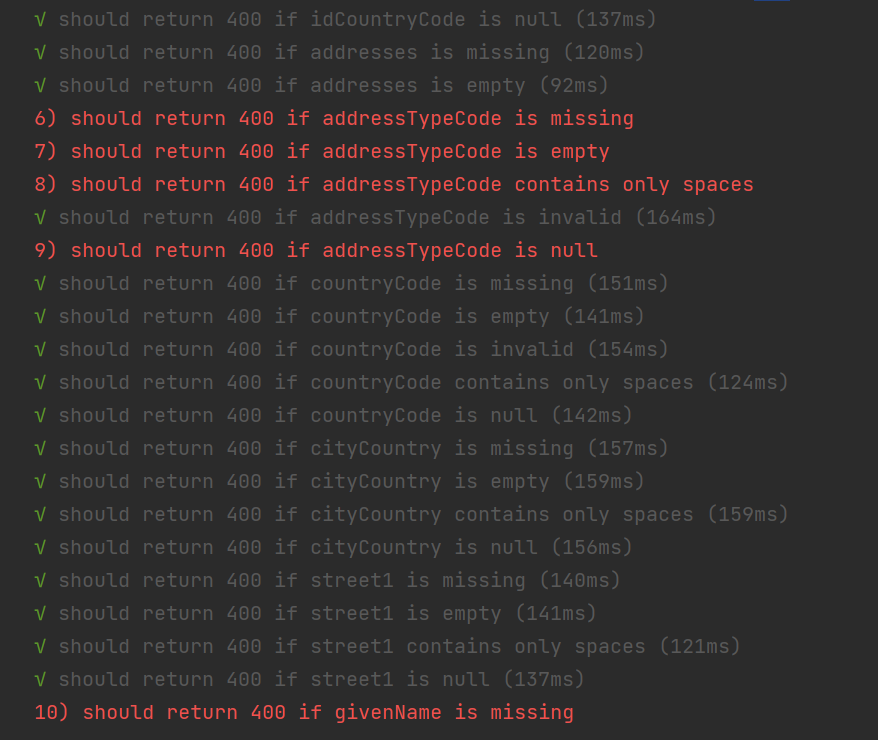 √ should return 400 if idCountryCode is null (137ms)
√ should return 400 if addresses is missing (120ms)
√ should return 400 if addresses is empty (92ms)
6) should return 400 if addressTypeCode is missing
7) should return 400 if addressTypeCode is empty
8) should return 400 if addressTypeCode contains only spaces
√ should return 400 if addressTypeCode is invalid (164ms)
9) should return 400 if addressTypeCode is null
√ should return 400 if countryCode is missing (151ms)
√ should return 400 if countryCode is empty (141ms)
√ should return 400 if countryCode is invalid (154ms)
√ should return 400 if countryCode contains only spaces (124ms)
√ should return 400 if countryCode is null (142ms)
√ should return 400 if cityCountry is missing (157ms)
√ should return 400 if cityCountry is empty (159ms)
√ should return 400 if cityCountry contains only spaces (159ms)
√ should return 400 if cityCountry is null (156ms)
√ should return 400 if street1 is missing (140ms)
√ should return 400 if street1 is empty (141ms)
√ should return 400 if street1 contains only spaces (121ms)
√ should return 400 if street1 is null (137ms)
10) should return 400 if givenName is missing